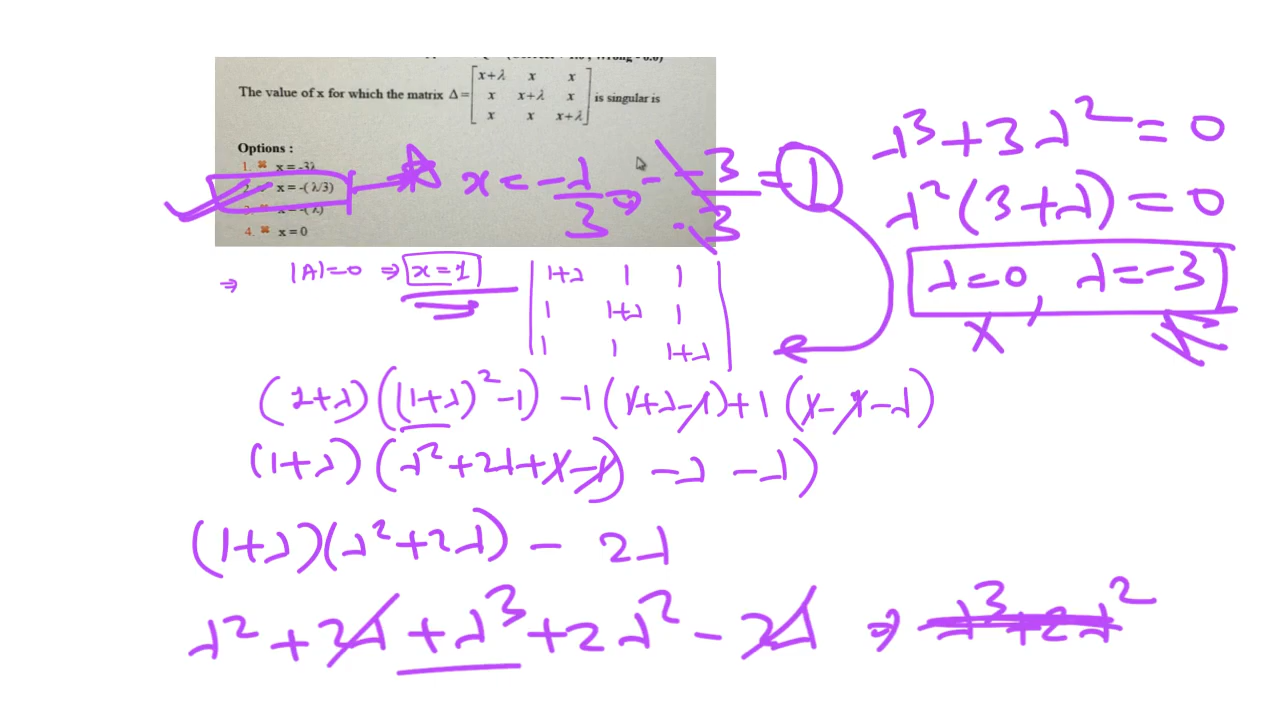 The value of x for which the matrix Δ = [x+λ x x
x x+λ x
x x x+λ] is singular is
Options :
1. ✖ x = -3λ
2. ✔ x = -(λ/3)
3. ✖ x = -(λ)
4. ✖ x = 0
x = -λ/3 ⇒ - -3/-3 = 1
⇒ |A|=0 ⇒ x=1
|1+λ 1 1|
|1 1+λ 1|
|1 1 1+λ|
(1+λ)((1+λ)²-1) -1(1+λ-1)+1(1-1-λ)
(1+λ)(λ²+2λ+1-1) -λ -λ)
(1+λ)(λ²+2λ) - 2λ
λ²+2λ+λ³+2λ²-2λ ⇒ λ³+2λ²
λ³+3λ²=0
λ²(3+λ)=0
λ=0, λ=-3